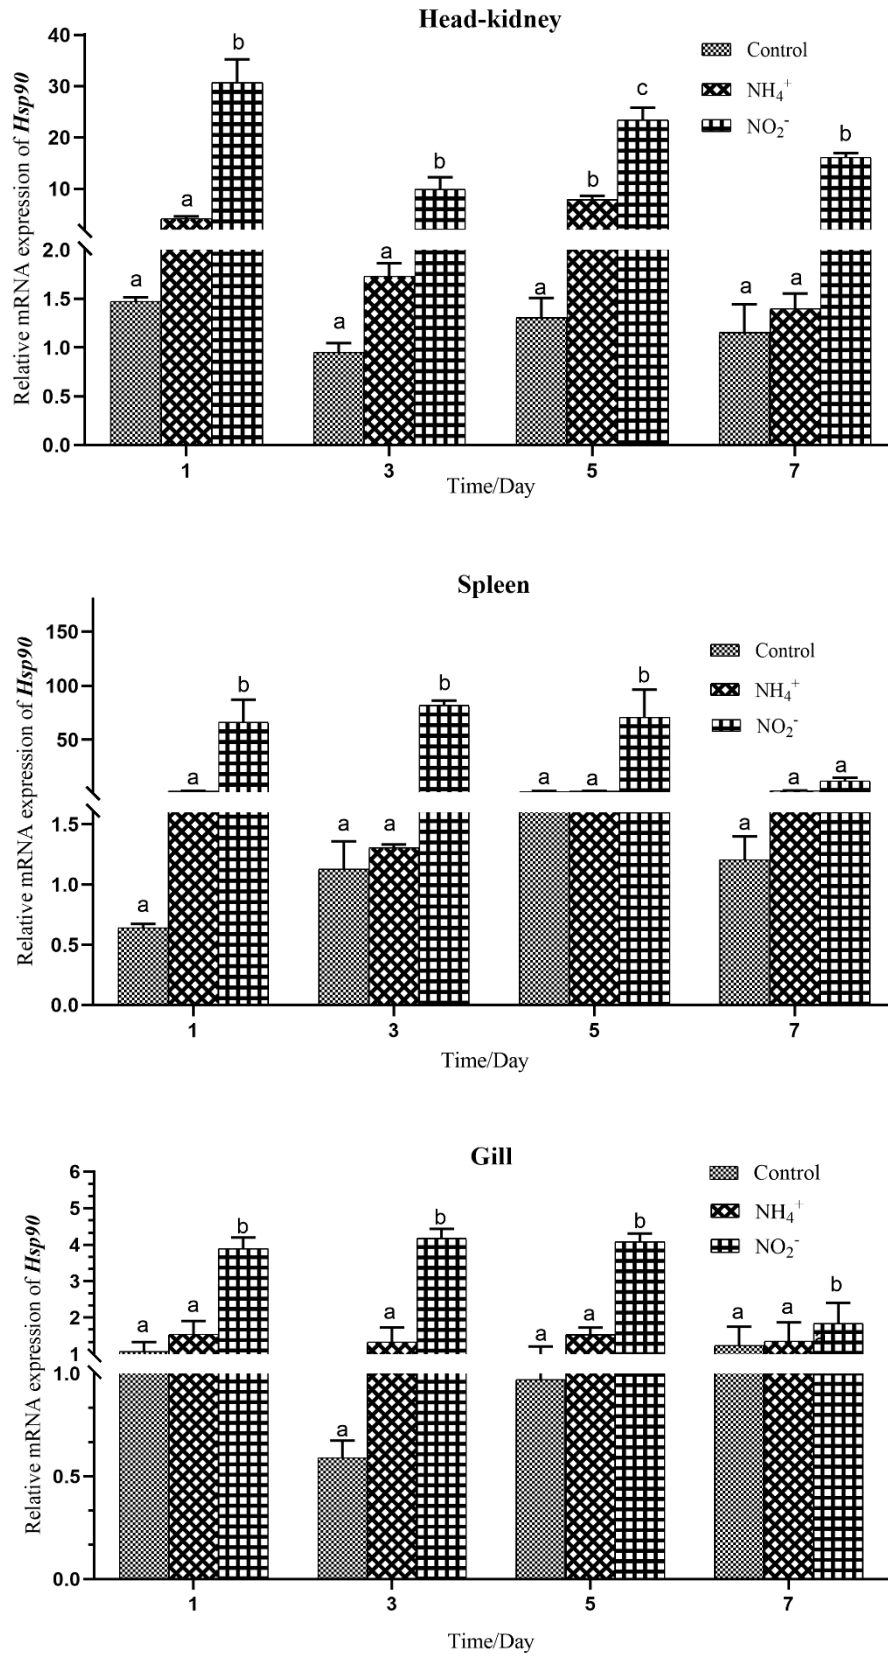 Head-kidney
Relative mRNA expression of Hsp90
40
30
20
10
2.0
1.5
1.0
0.5
0.0
a a b
a a b
a b c
a a b
Control
NH₄⁺
NO₂⁻
1 3 5 7
Time/Day
Spleen
Relative mRNA expression of Hsp90
150
100
50
1.5
1.0
0.5
0.0
a a b
a a b
a a b
a a a
Control
NH₄⁺
NO₂⁻
1 3 5 7
Time/Day
Gill
Relative mRNA expression of Hsp90
6
5
4
3
2
1
1.0
0.5
0.0
a a b
a a b
a a b
a a b
Control
NH₄⁺
NO₂⁻
1 3 5 7
Time/Day